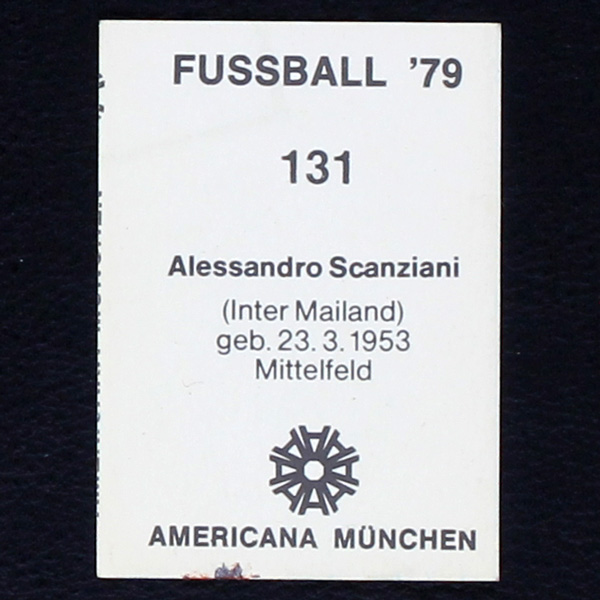 FUSSBALL '79
131
Alessandro Scanziani
(Inter Mailand)
geb. 23. 3. 1953
Mittelfeld
AMERICANA MÜNCHEN